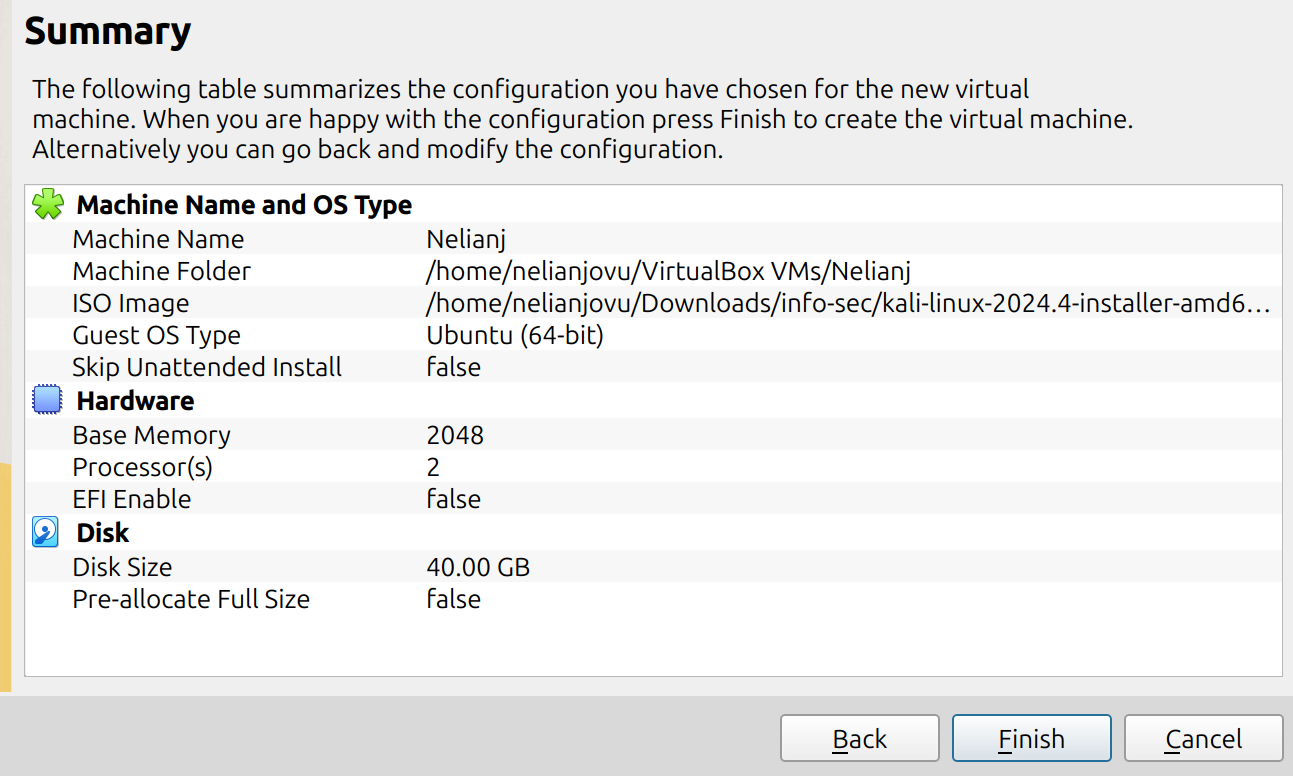 Summary
The following table summarizes the configuration you have chosen for the new virtual
machine. When you are happy with the configuration press Finish to create the virtual machine.
Alternatively you can go back and modify the configuration.
Machine Name and OS Type
Machine Name Nelianj
Machine Folder /home/nelianjovu/VirtualBox VMs/Nelianj
ISO Image /home/nelianjovu/Downloads/info-sec/kali-linux-2024.4-installer-amd6…
Guest OS Type Ubuntu (64-bit)
Skip Unattended Install false
Hardware
Base Memory 2048
Processor(s) 2
EFI Enable false
Disk
Disk Size 40.00 GB
Pre-allocate Full Size false
Back Finish Cancel